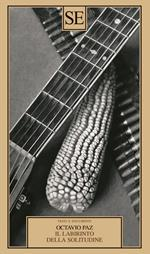 SE
TESTI E DOCUMENTI
OCTAVIO PAZ
IL LABIRINTO
DELLA SOLITUDINE